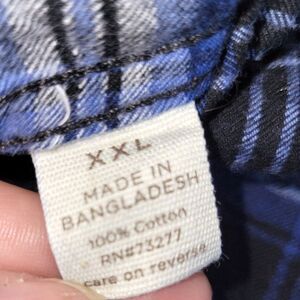 XXL
MADE IN
BANGLADESH
100% Cotton
RN#73277
care on reverse